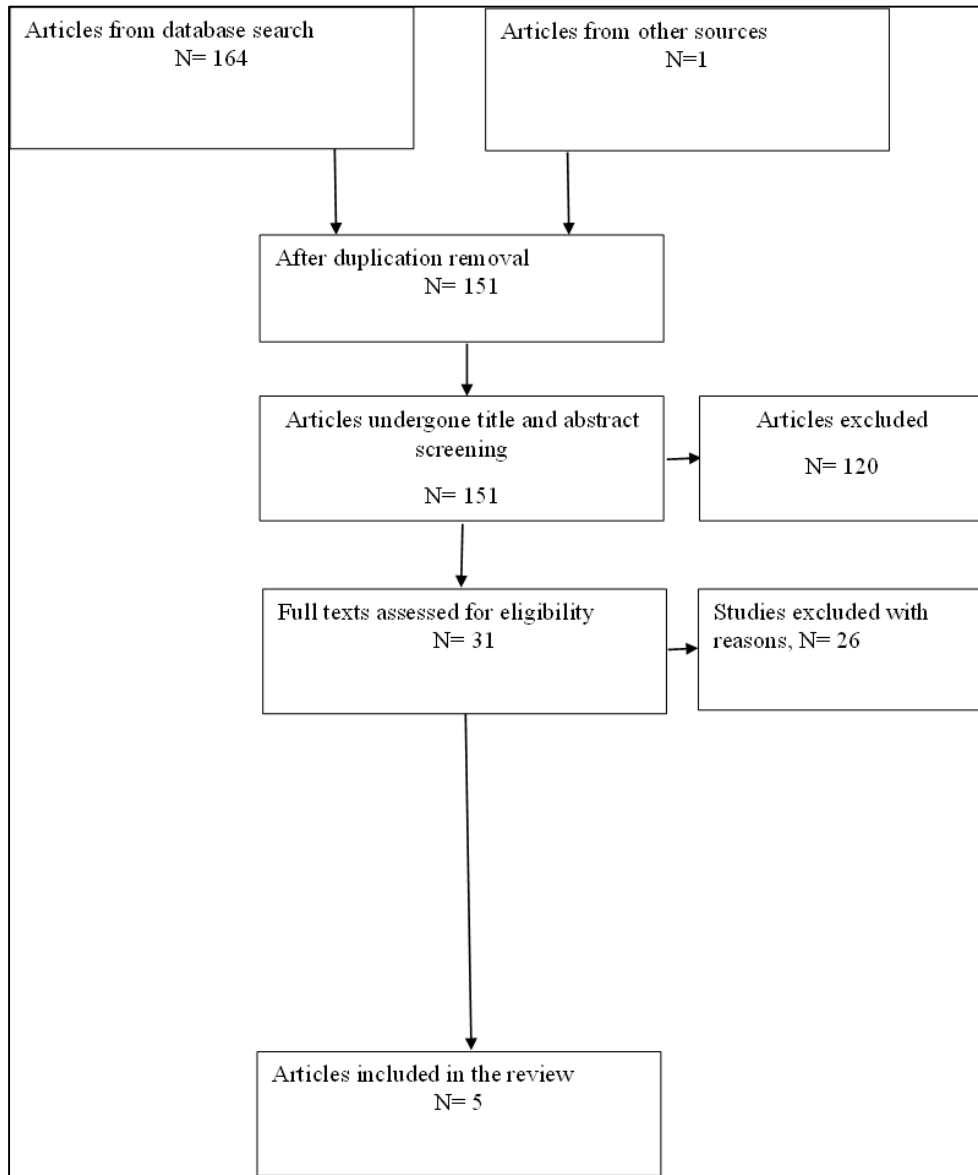 Articles from database search
N= 164
Articles from other sources
N=1
After duplication removal
N= 151
Articles undergone title and abstract
screening
N= 151
Articles excluded
N= 120
Full texts assessed for eligibility
N= 31
Studies excluded with
reasons, N= 26
Articles included in the review
N= 5